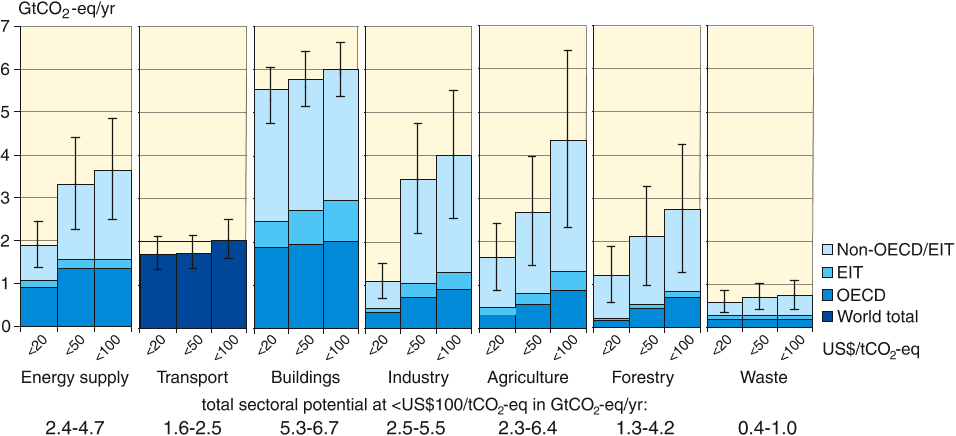 GtCO₂-eq/yr
7
6
5
4
3
2
1
0
Non-OECD/EIT
EIT
OECD
World total
<20 <50 <100 <20 <50 <100 <20 <50 <100 <20 <50 <100 <20 <50 <100 <20 <50 <100 <20 <50 <100 US$/tCO₂-eq
Energy supply Transport Buildings Industry Agriculture Forestry Waste
total sectoral potential at <US$100/tCO₂-eq in GtCO₂-eq/yr:
2.4-4.7 1.6-2.5 5.3-6.7 2.5-5.5 2.3-6.4 1.3-4.2 0.4-1.0